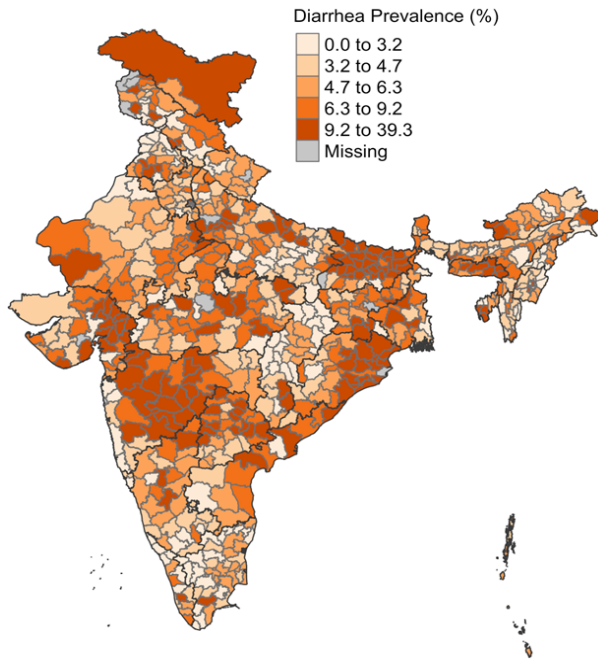 Diarrhea Prevalence (%)
0.0 to 3.2
3.2 to 4.7
4.7 to 6.3
6.3 to 9.2
9.2 to 39.3
Missing